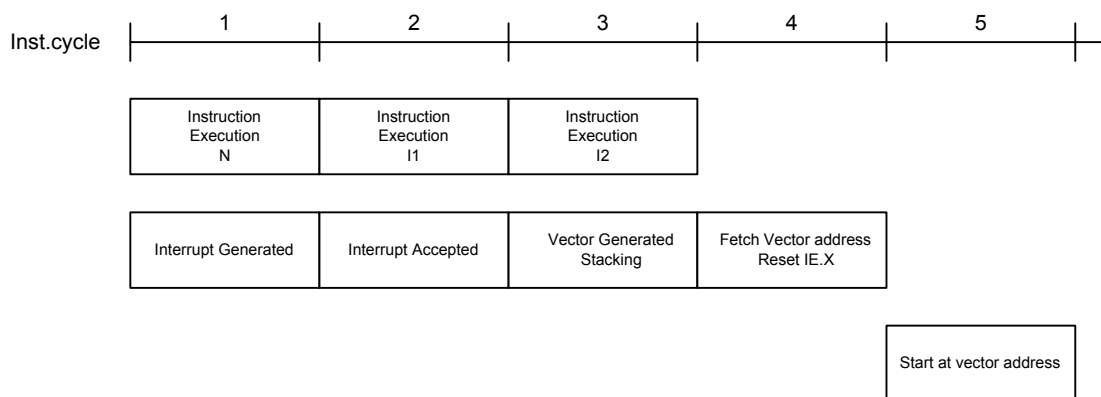 1 2 3 4 5
Inst.cycle
Instruction
Execution
N
Instruction
Execution
I1
Instruction
Execution
I2
Interrupt Generated
Interrupt Accepted
Vector Generated
Stacking
Fetch Vector address
Reset IE.X
Start at vector address